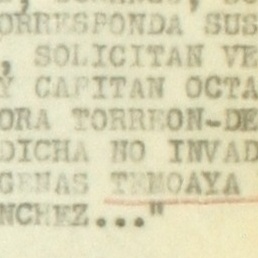 ORRESPONDA SUS
, SOLICITAN VE
Y CAPITAN OCTA
ORA TORREON-DE
DICHA NO INVAD
GENAS TEMOAYA
NCHEZ..."